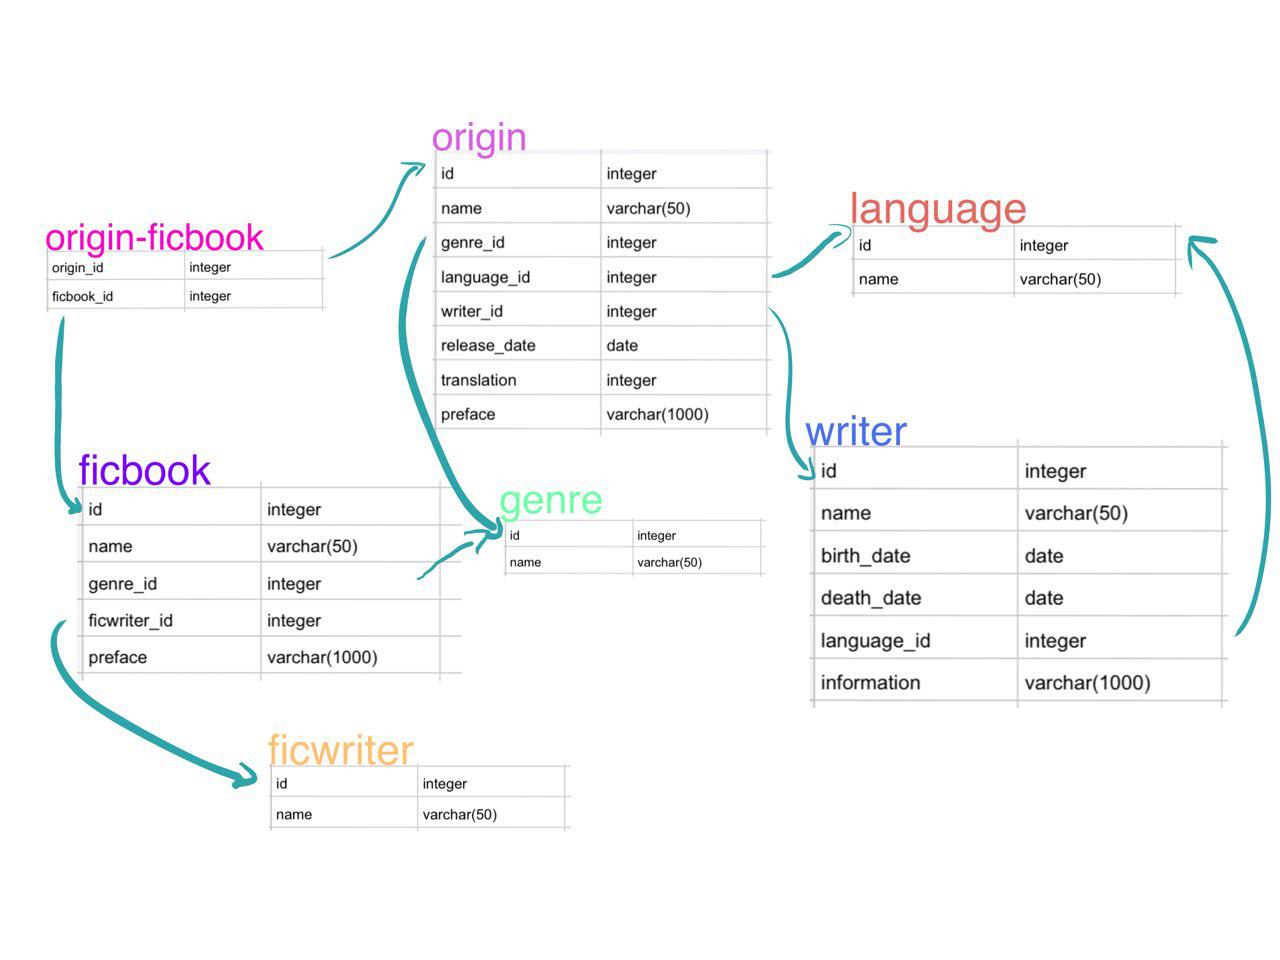 origin
id integer
name varchar(50)
genre_id integer
language_id integer
writer_id integer
release_date date
translation integer
preface varchar(1000)
language
id integer
name varchar(50)
origin-ficbook
origin_id integer
ficbook_id integer
writer
id integer
name varchar(50)
birth_date date
death_date date
language_id integer
information varchar(1000)
ficbook
id integer
name varchar(50)
genre_id integer
ficwriter_id integer
preface varchar(1000)
genre
id integer
name varchar(50)
ficwriter
id integer
name varchar(50)